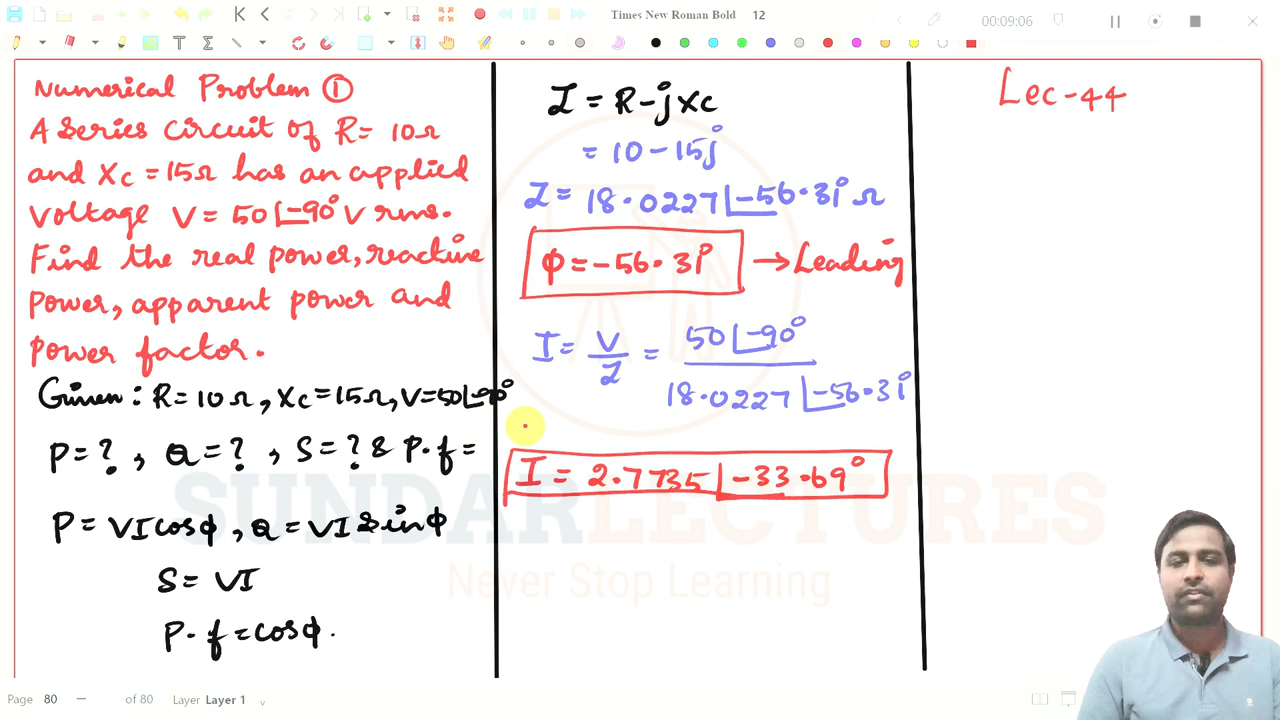 Times New Roman Bold 12
00:09:06
Numerical Problem ①
A Series Circuit of R= 10Ω
and Xc = 15Ω has an applied
Voltage V = 50∠-90° V rms.
Find the real power, reactive
Power, apparent power and
Power factor.
Given: R = 10Ω, Xc = 15Ω, V = 50∠-90°
P = ?, Q = ?, S = ? & P.f =
P = VI cosϕ, Q = VI sinϕ
S = VI
P.f = cosϕ.
Z = R - jXc
= 10 - 15j
Z = 18.0227∠-56.31° Ω
ϕ = -56.31° → Leading
I = V/Z = 50∠-90° / 18.0227∠-56.31°
I = 2.7735∠-33.69°
Lec-44
SUNDAR LECTURES
Never Stop Learning
Page 80 of 80 Layer Layer 1